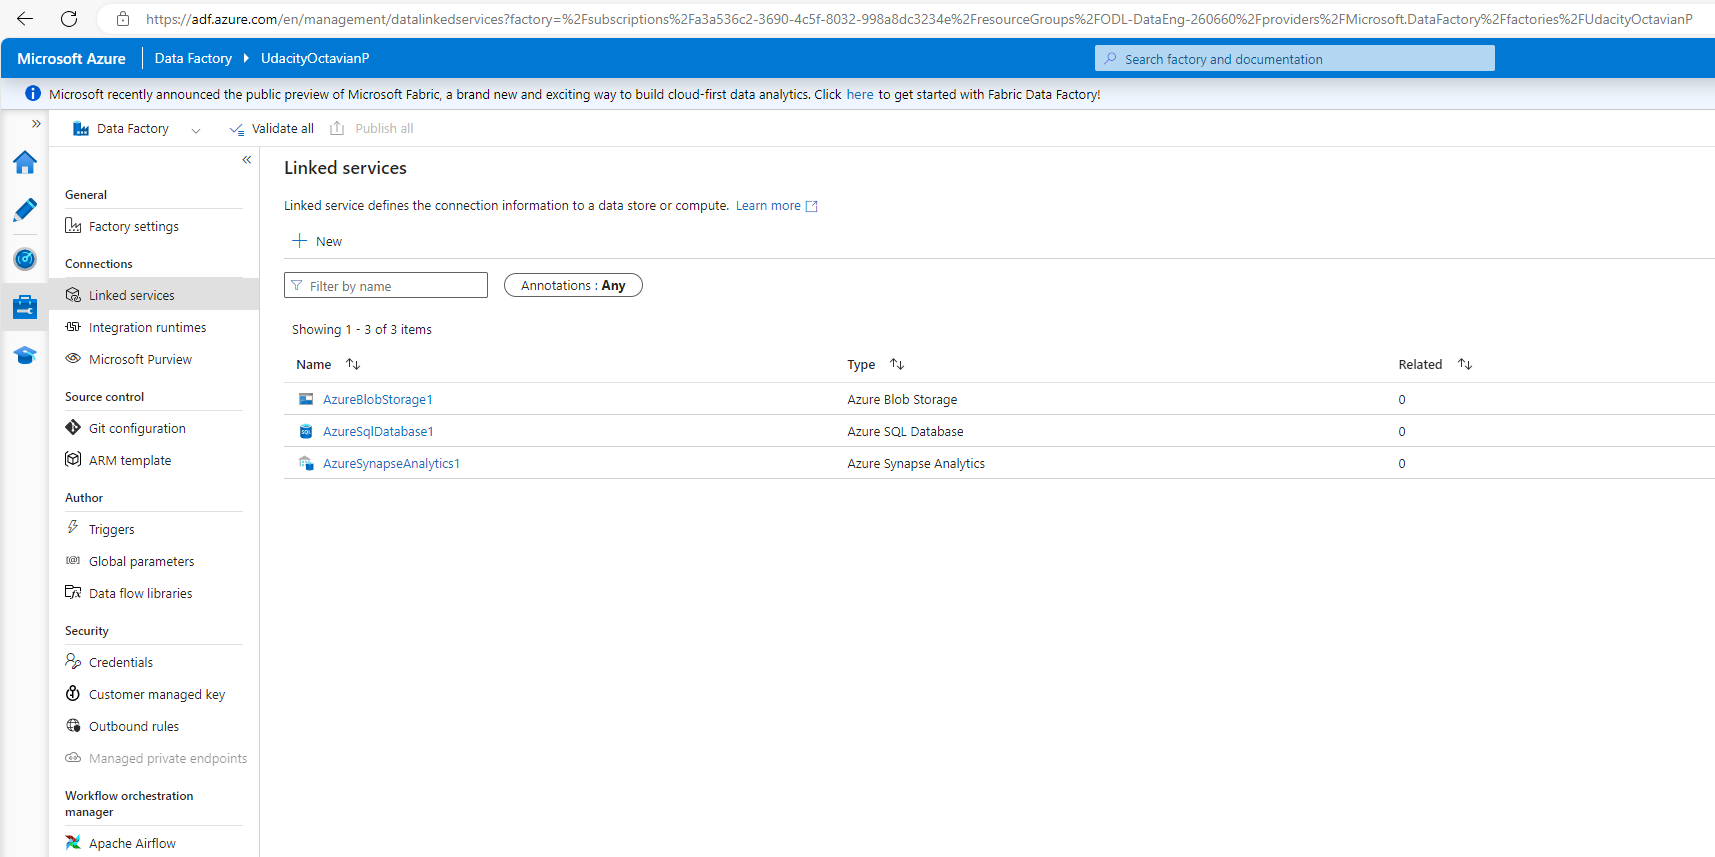 https://adf.azure.com/en/management/datalinkedservices?factory=%2Fsubscriptions%2Fa3a536c2-3690-4c5f-8032-998a8dc3234e%2FresourceGroups%2FODL-DataEng-260660%2Fproviders%2FMicrosoft.DataFactory%2Ffactories%2FUdacityOctavianP
Microsoft Azure Data Factory UdacityOctavianP Search factory and documentation
Microsoft recently announced the public preview of Microsoft Fabric, a brand new and exciting way to build cloud-first data analytics. Click here to get started with Fabric Data Factory!
Data Factory Validate all Publish all
General
Factory settings
Connections
Linked services
Integration runtimes
Microsoft Purview
Source control
Git configuration
ARM template
Author
Triggers
Global parameters
Data flow libraries
Security
Credentials
Customer managed key
Outbound rules
Managed private endpoints
Workflow orchestration
manager
Apache Airflow
Linked services
Linked service defines the connection information to a data store or compute. Learn more
New
Filter by name Annotations : Any
Showing 1 - 3 of 3 items
Name Type Related
AzureBlobStorage1 Azure Blob Storage 0
AzureSqlDatabase1 Azure SQL Database 0
AzureSynapseAnalytics1 Azure Synapse Analytics 0